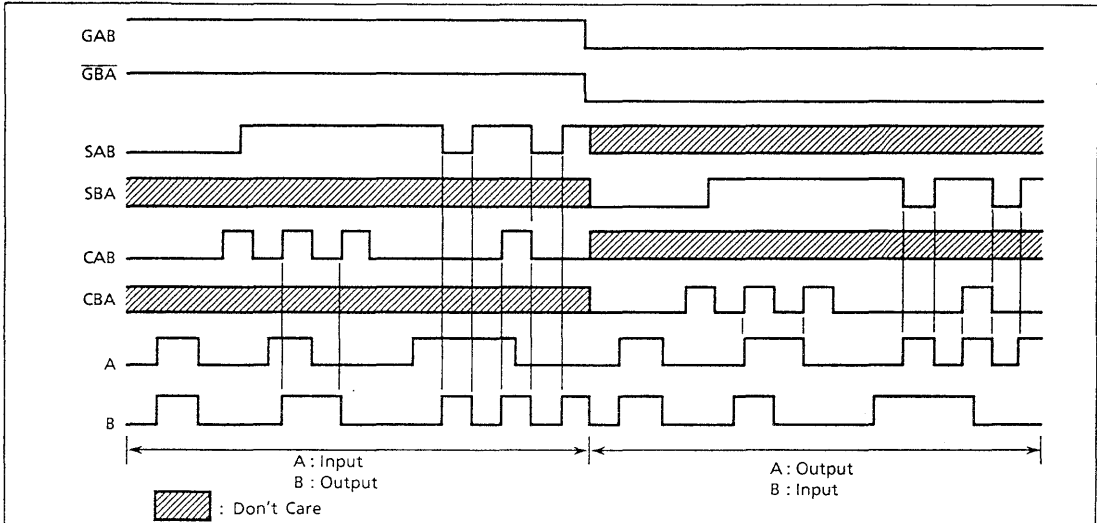 GAB
GBA
SAB
SBA
CAB
CBA
A
B
A : Input
B : Output
A : Output
B : Input
: Don't Care